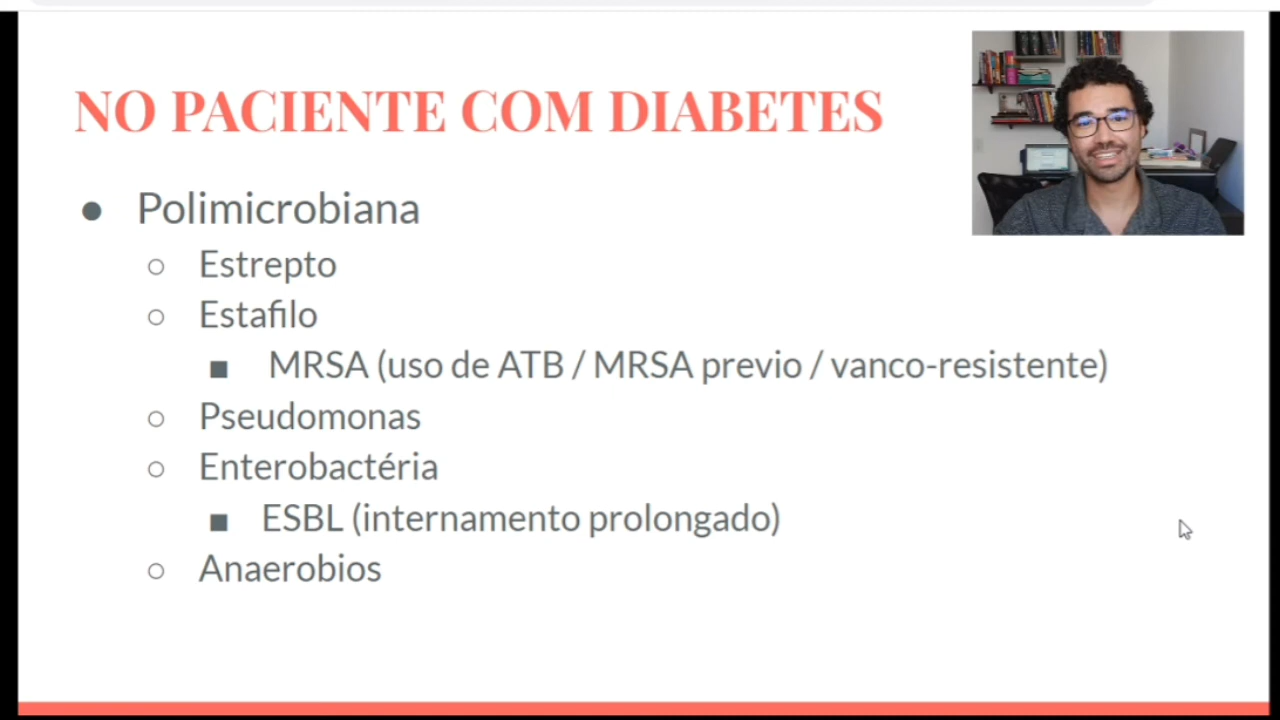 NO PACIENTE COM DIABETES
● Polimicrobiana
○ Estrepto
○ Estafilo
■ MRSA (uso de ATB / MRSA previo / vanco-resistente)
○ Pseudomonas
○ Enterobactéria
■ ESBL (internamento prolongado)
○ Anaerobios